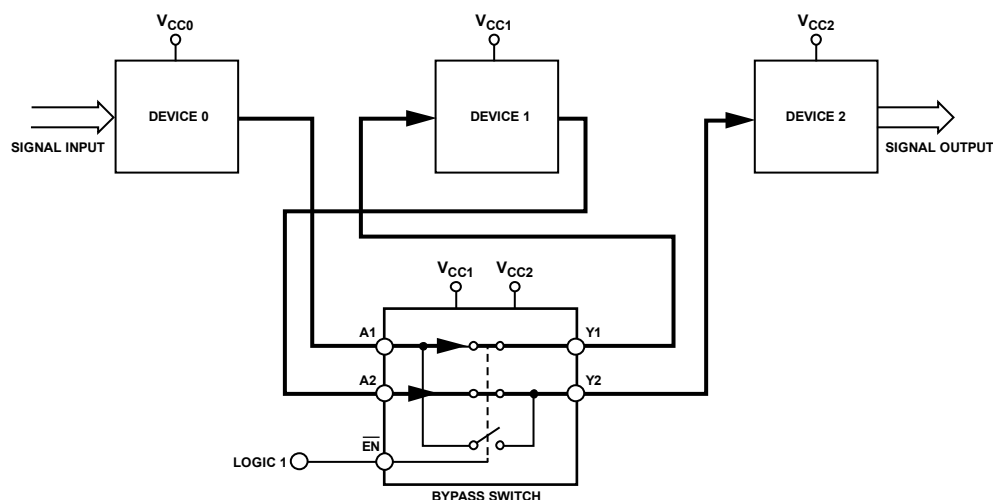 VCC0
VCC1
VCC2
DEVICE 0
DEVICE 1
DEVICE 2
SIGNAL INPUT
SIGNAL OUTPUT
VCC1
VCC2
A1
Y1
A2
Y2
EN
LOGIC 1
BYPASS SWITCH